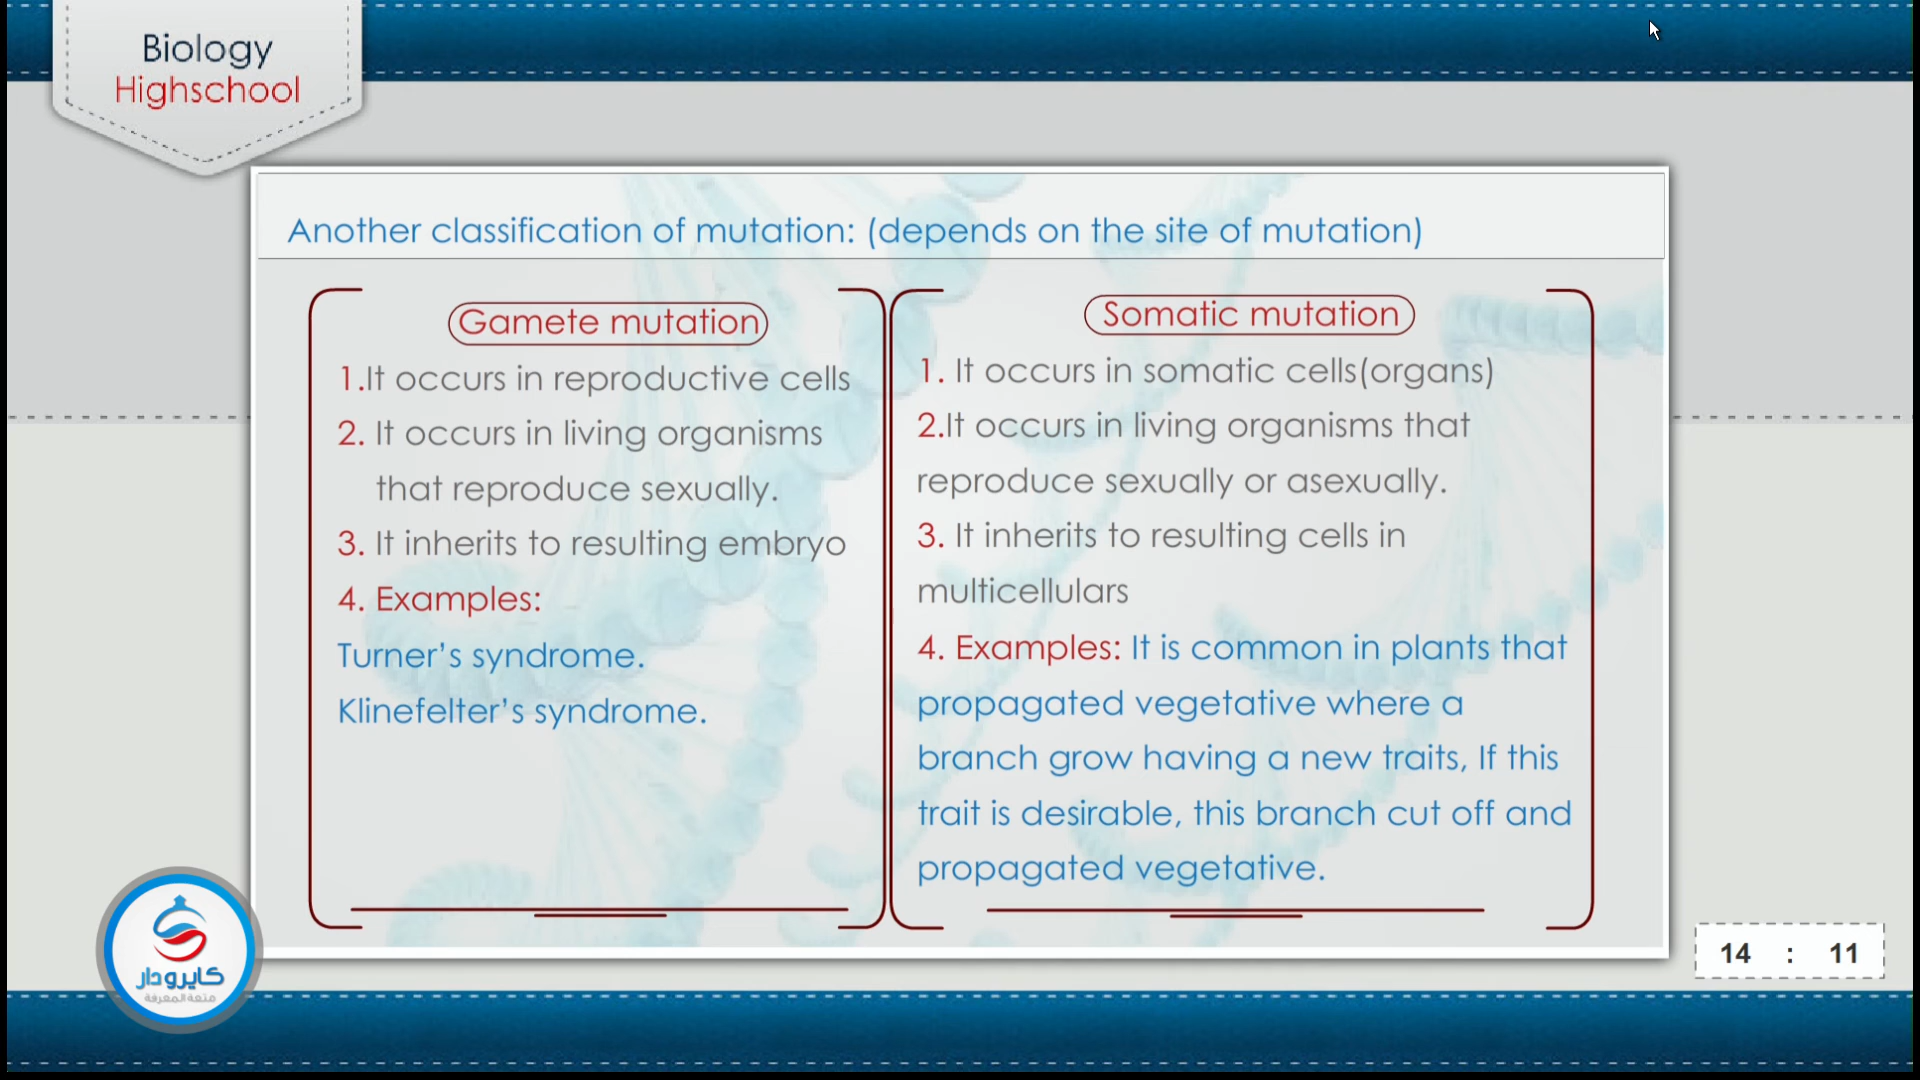 Biology
Highschool
Another classification of mutation: (depends on the site of mutation)
Gamete mutation
1.It occurs in reproductive cells
2. It occurs in living organisms
that reproduce sexually.
3. It inherits to resulting embryo
4. Examples:
Turner’s syndrome.
Klinefelter’s syndrome.
Somatic mutation
1. It occurs in somatic cells(organs)
2.It occurs in living organisms that
reproduce sexually or asexually.
3. It inherits to resulting cells in
multicellulars
4. Examples: It is common in plants that
propagated vegetative where a
branch grow having a new traits, If this
trait is desirable, this branch cut off and
propagated vegetative.
كايرودار
متعة المعرفة
14 : 11